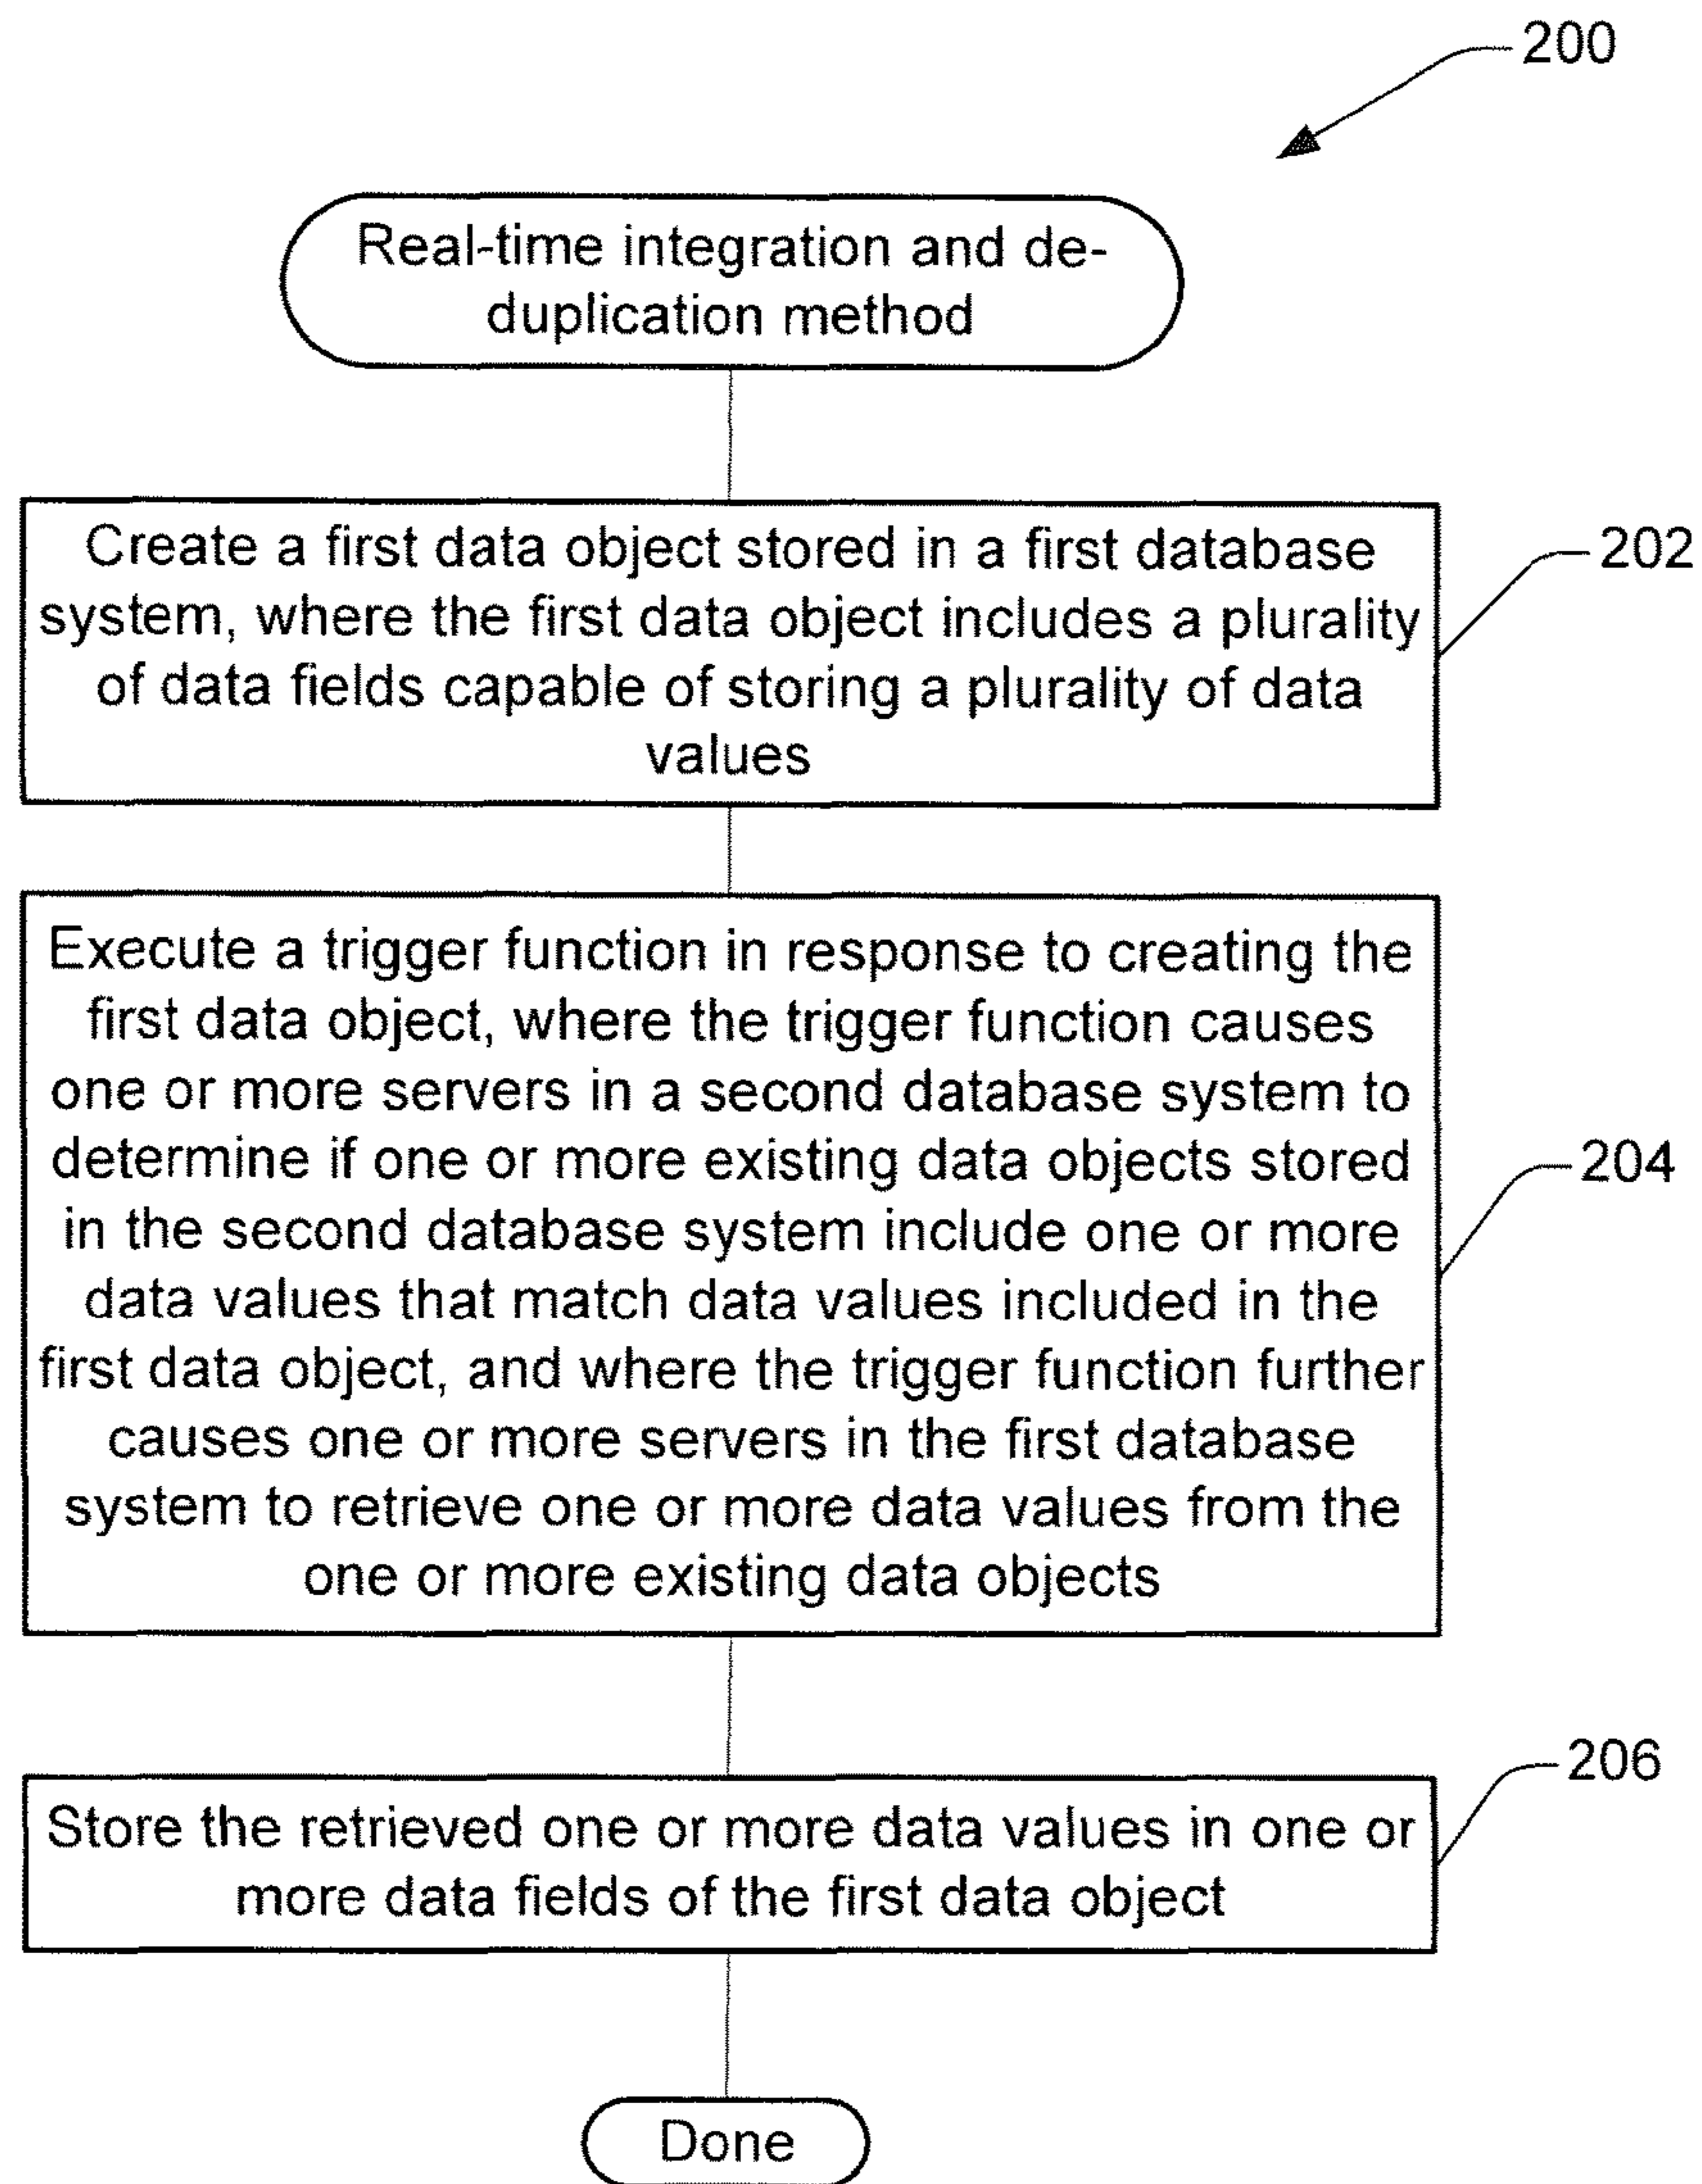 200
Real-time integration and de-
duplication method
Create a first data object stored in a first database
system, where the first data object includes a plurality
of data fields capable of storing a plurality of data
values
202
Execute a trigger function in response to creating the
first data object, where the trigger function causes
one or more servers in a second database system to
determine if one or more existing data objects stored
in the second database system include one or more
data values that match data values included in the
first data object, and where the trigger function further
causes one or more servers in the first database
system to retrieve one or more data values from the
one or more existing data objects
204
Store the retrieved one or more data values in one or
more data fields of the first data object
206
Done